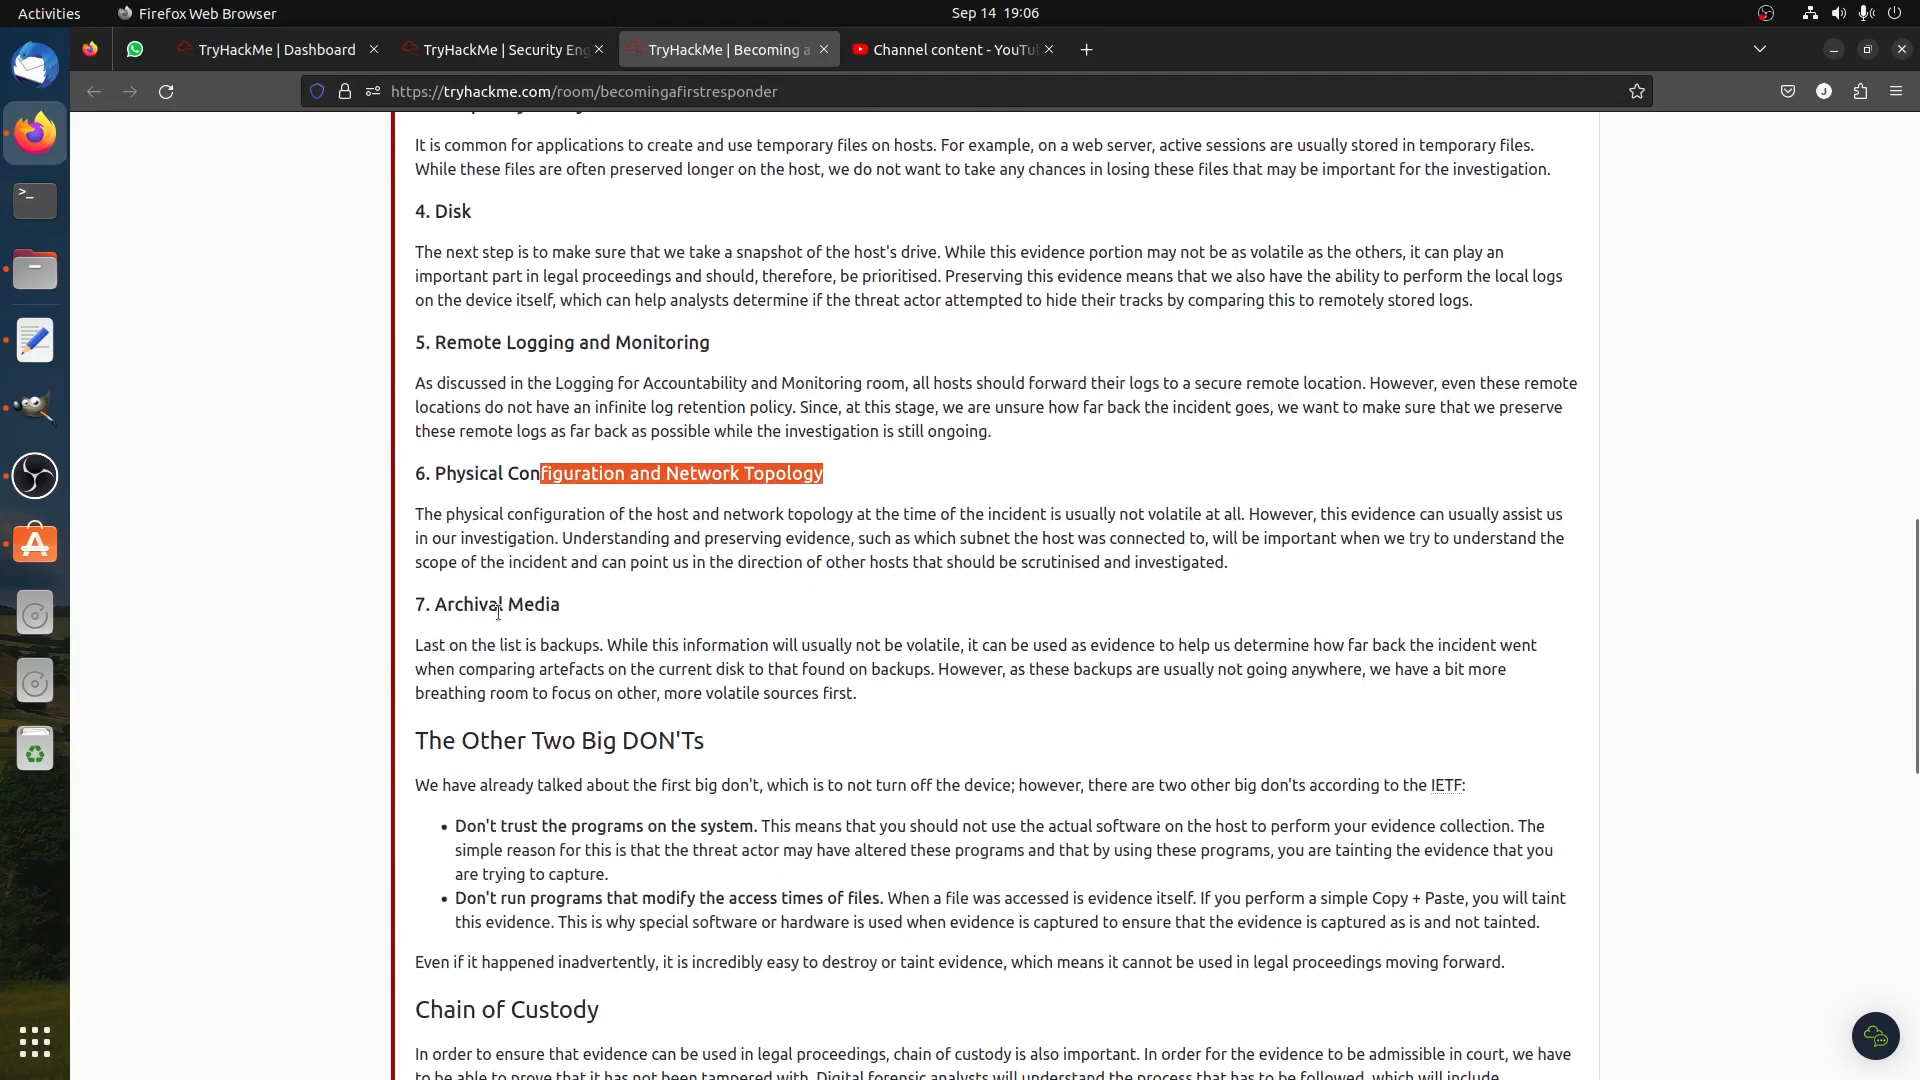 Activities
Firefox Web Browser
Sep 14 19:06
TryHackMe | Dashboard
TryHackMe | Security Eng
TryHackMe | Becoming a
Channel content - YouTu
https://tryhackme.com/room/becomingafirstresponder
It is common for applications to create and use temporary files on hosts. For example, on a web server, active sessions are usually stored in temporary files.
While these files are often preserved longer on the host, we do not want to take any chances in losing these files that may be important for the investigation.
4. Disk
The next step is to make sure that we take a snapshot of the host's drive. While this evidence portion may not be as volatile as the others, it can play an
important part in legal proceedings and should, therefore, be prioritised. Preserving this evidence means that we also have the ability to perform the local logs
on the device itself, which can help analysts determine if the threat actor attempted to hide their tracks by comparing this to remotely stored logs.
5. Remote Logging and Monitoring
As discussed in the Logging for Accountability and Monitoring room, all hosts should forward their logs to a secure remote location. However, even these remote
locations do not have an infinite log retention policy. Since, at this stage, we are unsure how far back the incident goes, we want to make sure that we preserve
these remote logs as far back as possible while the investigation is still ongoing.
6. Physical Configuration and Network Topology
The physical configuration of the host and network topology at the time of the incident is usually not volatile at all. However, this evidence can usually assist us
in our investigation. Understanding and preserving evidence, such as which subnet the host was connected to, will be important when we try to understand the
scope of the incident and can point us in the direction of other hosts that should be scrutinised and investigated.
7. Archival Media
Last on the list is backups. While this information will usually not be volatile, it can be used as evidence to help us determine how far back the incident went
when comparing artefacts on the current disk to that found on backups. However, as these backups are usually not going anywhere, we have a bit more
breathing room to focus on other, more volatile sources first.
The Other Two Big DON'Ts
We have already talked about the first big don't, which is to not turn off the device; however, there are two other big don'ts according to the IETF:
• Don't trust the programs on the system. This means that you should not use the actual software on the host to perform your evidence collection. The
simple reason for this is that the threat actor may have altered these programs and that by using these programs, you are tainting the evidence that you
are trying to capture.
• Don't run programs that modify the access times of files. When a file was accessed is evidence itself. If you perform a simple Copy + Paste, you will taint
this evidence. This is why special software or hardware is used when evidence is captured to ensure that the evidence is captured as is and not tainted.
Even if it happened inadvertently, it is incredibly easy to destroy or taint evidence, which means it cannot be used in legal proceedings moving forward.
Chain of Custody
In order to ensure that evidence can be used in legal proceedings, chain of custody is also important. In order for the evidence to be admissible in court, we have
to be able to prove that it has not been tampered with. Digital forensic analysts will understand the process that has to be followed, which will include